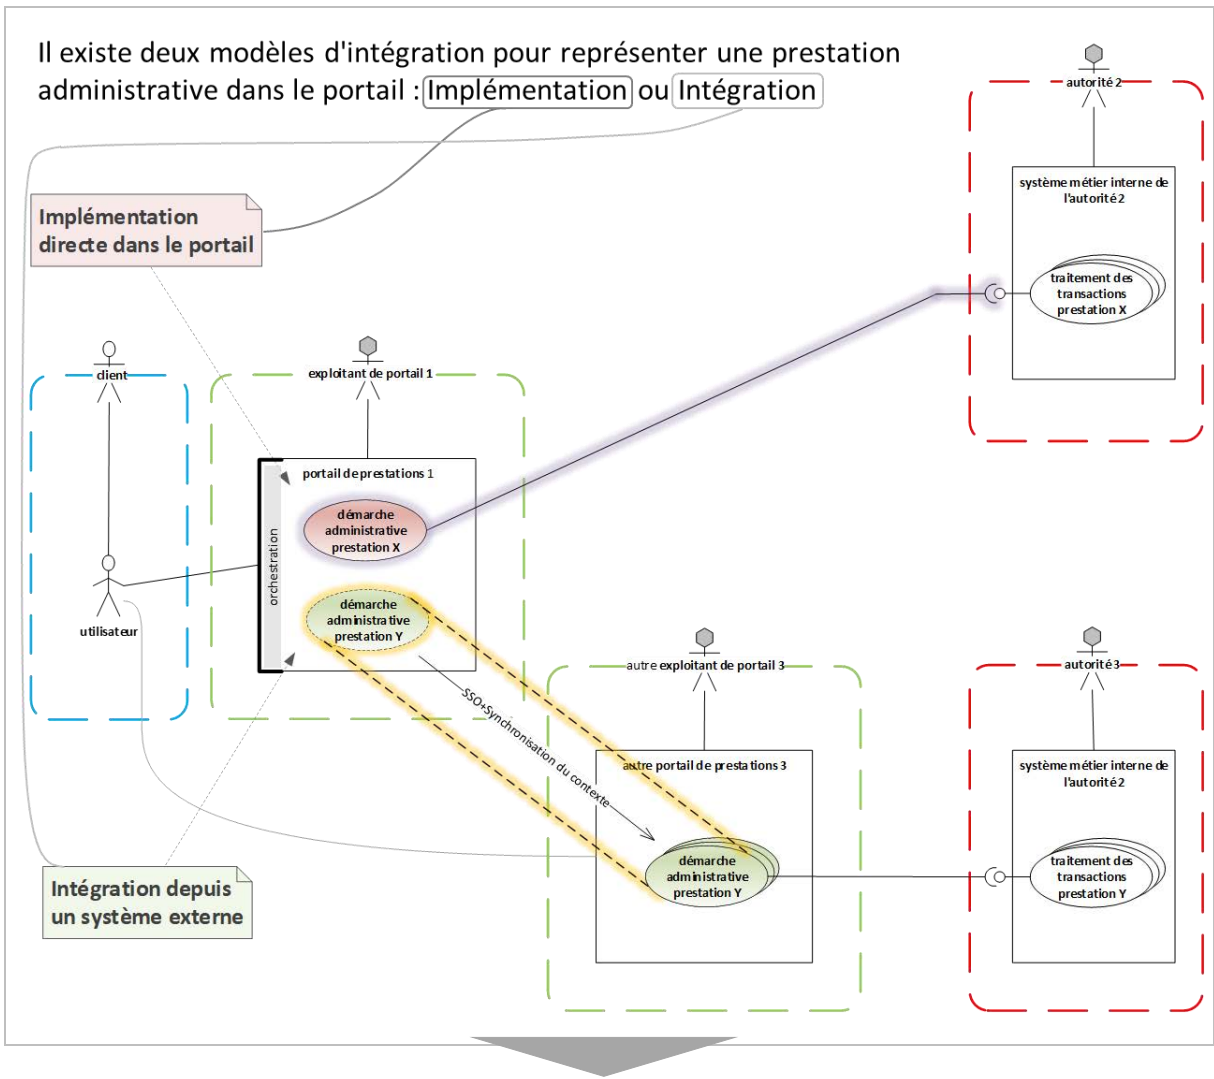 Il existe deux modèles d'intégration pour représenter une prestation
administrative dans le portail : Implémentation ou Intégration
autorité 2
système métier interne de
l'autorité 2
traitement des
transactions
prestation X
Implémentation
directe dans le portail
client
utilisateur
exploitant de portail 1
portail de prestations 1
orchestration
démarche
administrative
prestation X
démarche
administrative
prestation Y
SSO+Synchronisation du contexte
autre exploitant de portail 3
autre portail de prestations 3
démarche
administrative
prestation Y
autorité 3
système métier interne de
l'autorité 2
traitement des
transactions
prestation Y
Intégration depuis
un système externe